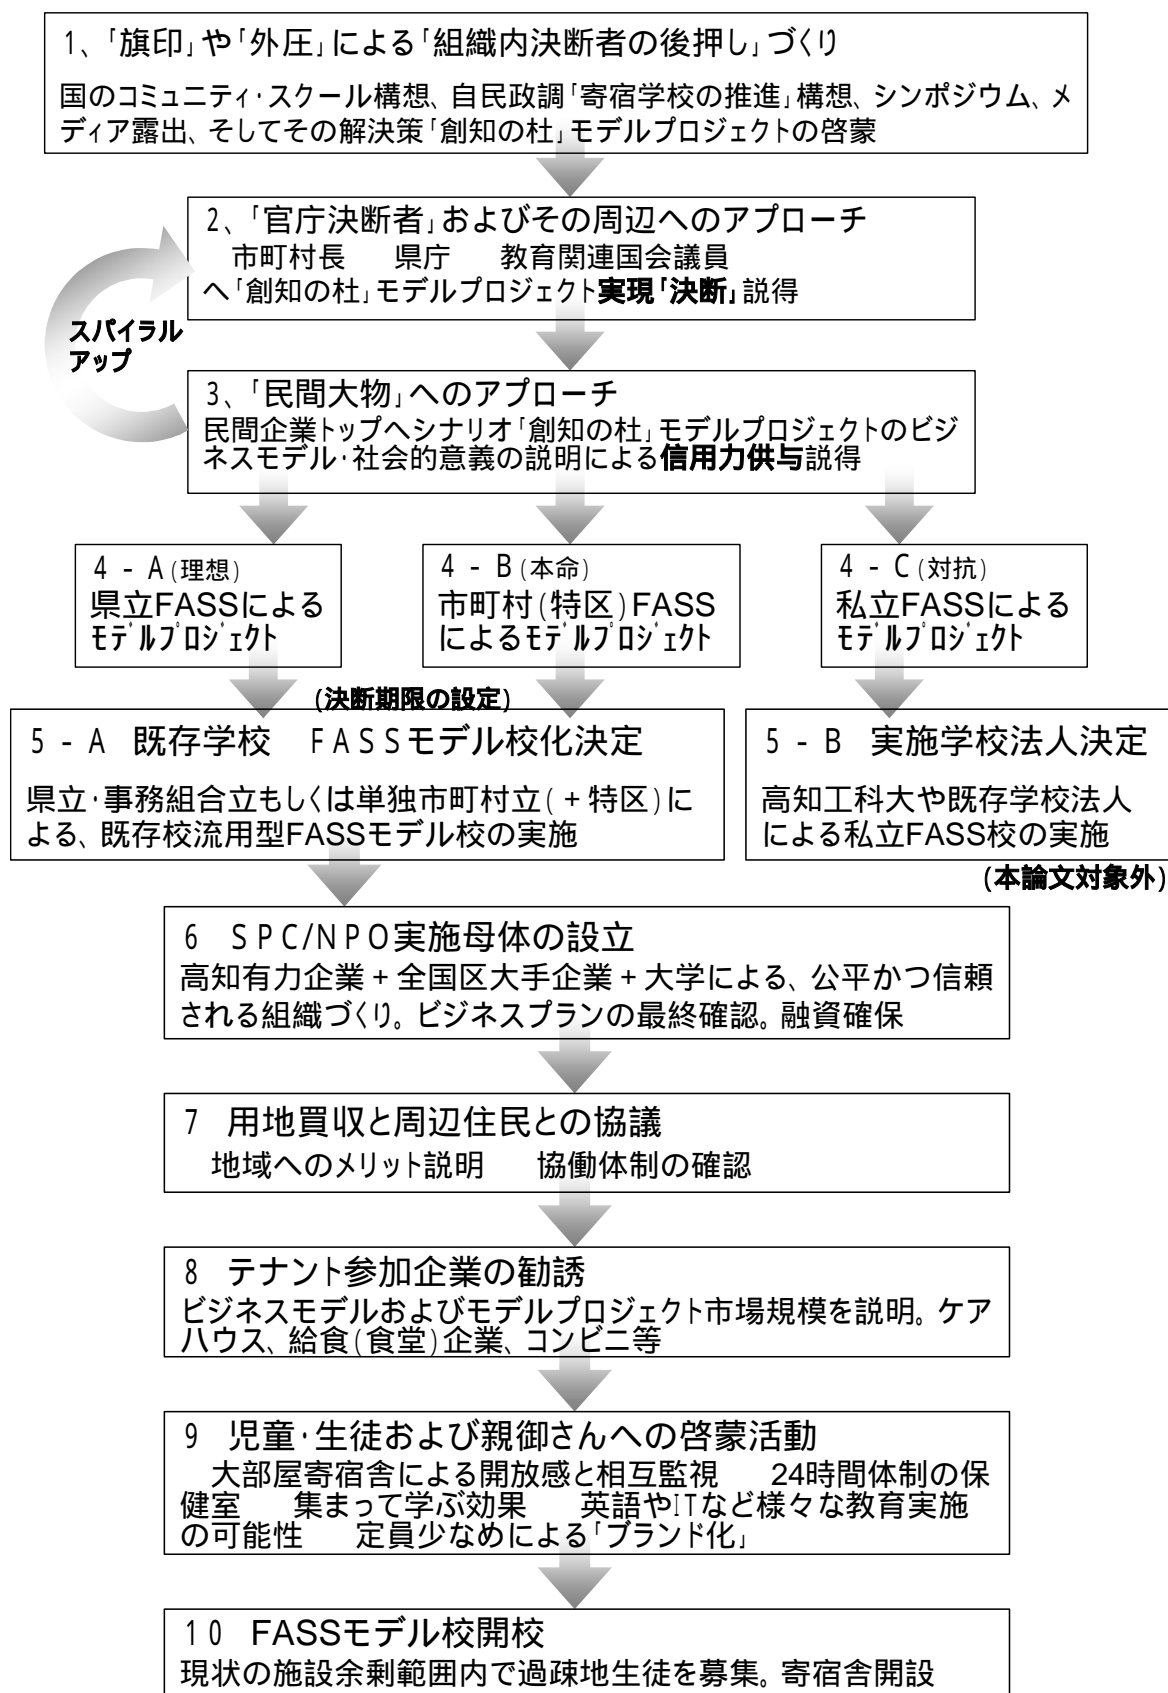 1、「旗印」や「外圧」による「組織内決断者の後押し」づくり
国のコミュニティ・スクール構想、自民政調「寄宿学校の推進」構想、シンポジウム、メ
ディア露出、そしてその解決策「創知の杜」モデルプロジェクトの啓蒙
2、「官庁決断者」およびその周辺へのアプローチ
市町村長 県庁 教育関連国会議員
へ「創知の杜」モデルプロジェクト実現「決断」説得
スパイラル
アップ
3、「民間大物」へのアプローチ
民間企業トップへシナリオ「創知の杜」モデルプロジェクトのビジ
ネスモデル・社会的意義の説明による信用力供与説得
4 - A(理想)
県立FASSによる
モデルプロジェクト
4 - B(本命)
市町村(特区)FASS
によるモデルプロジェクト
4 - C(対抗)
私立FASSによる
モデルプロジェクト
(決断期限の設定)
5 - A 既存学校 FASSモデル校化決定
県立・事務組合立もしくは単独市町村立(+特区)に
よる、既存校流用型FASSモデル校の実施
5 - B 実施学校法人決定
高知工科大や既存学校法人
による私立FASS校の実施
(本論文対象外)
6 SPC/NPO実施母体の設立
高知有力企業+全国区大手企業+大学による、公平かつ信頼
される組織づくり。ビジネスプランの最終確認。融資確保
7 用地買収と周辺住民との協議
地域へのメリット説明 協働体制の確認
8 テナント参加企業の勧誘
ビジネスモデルおよびモデルプロジェクト市場規模を説明。ケア
ハウス、給食(食堂)企業、コンビニ等
9 児童・生徒および親御さんへの啓蒙活動
大部屋寄宿舎による開放感と相互監視 24時間体制の保
健室 集まって学ぶ効果 英語やITなど様々な教育実施
の可能性 定員少なめによる「ブランド化」
10 FASSモデル校開校
現状の施設余剰範囲内で過疎地生徒を募集。寄宿舎開設